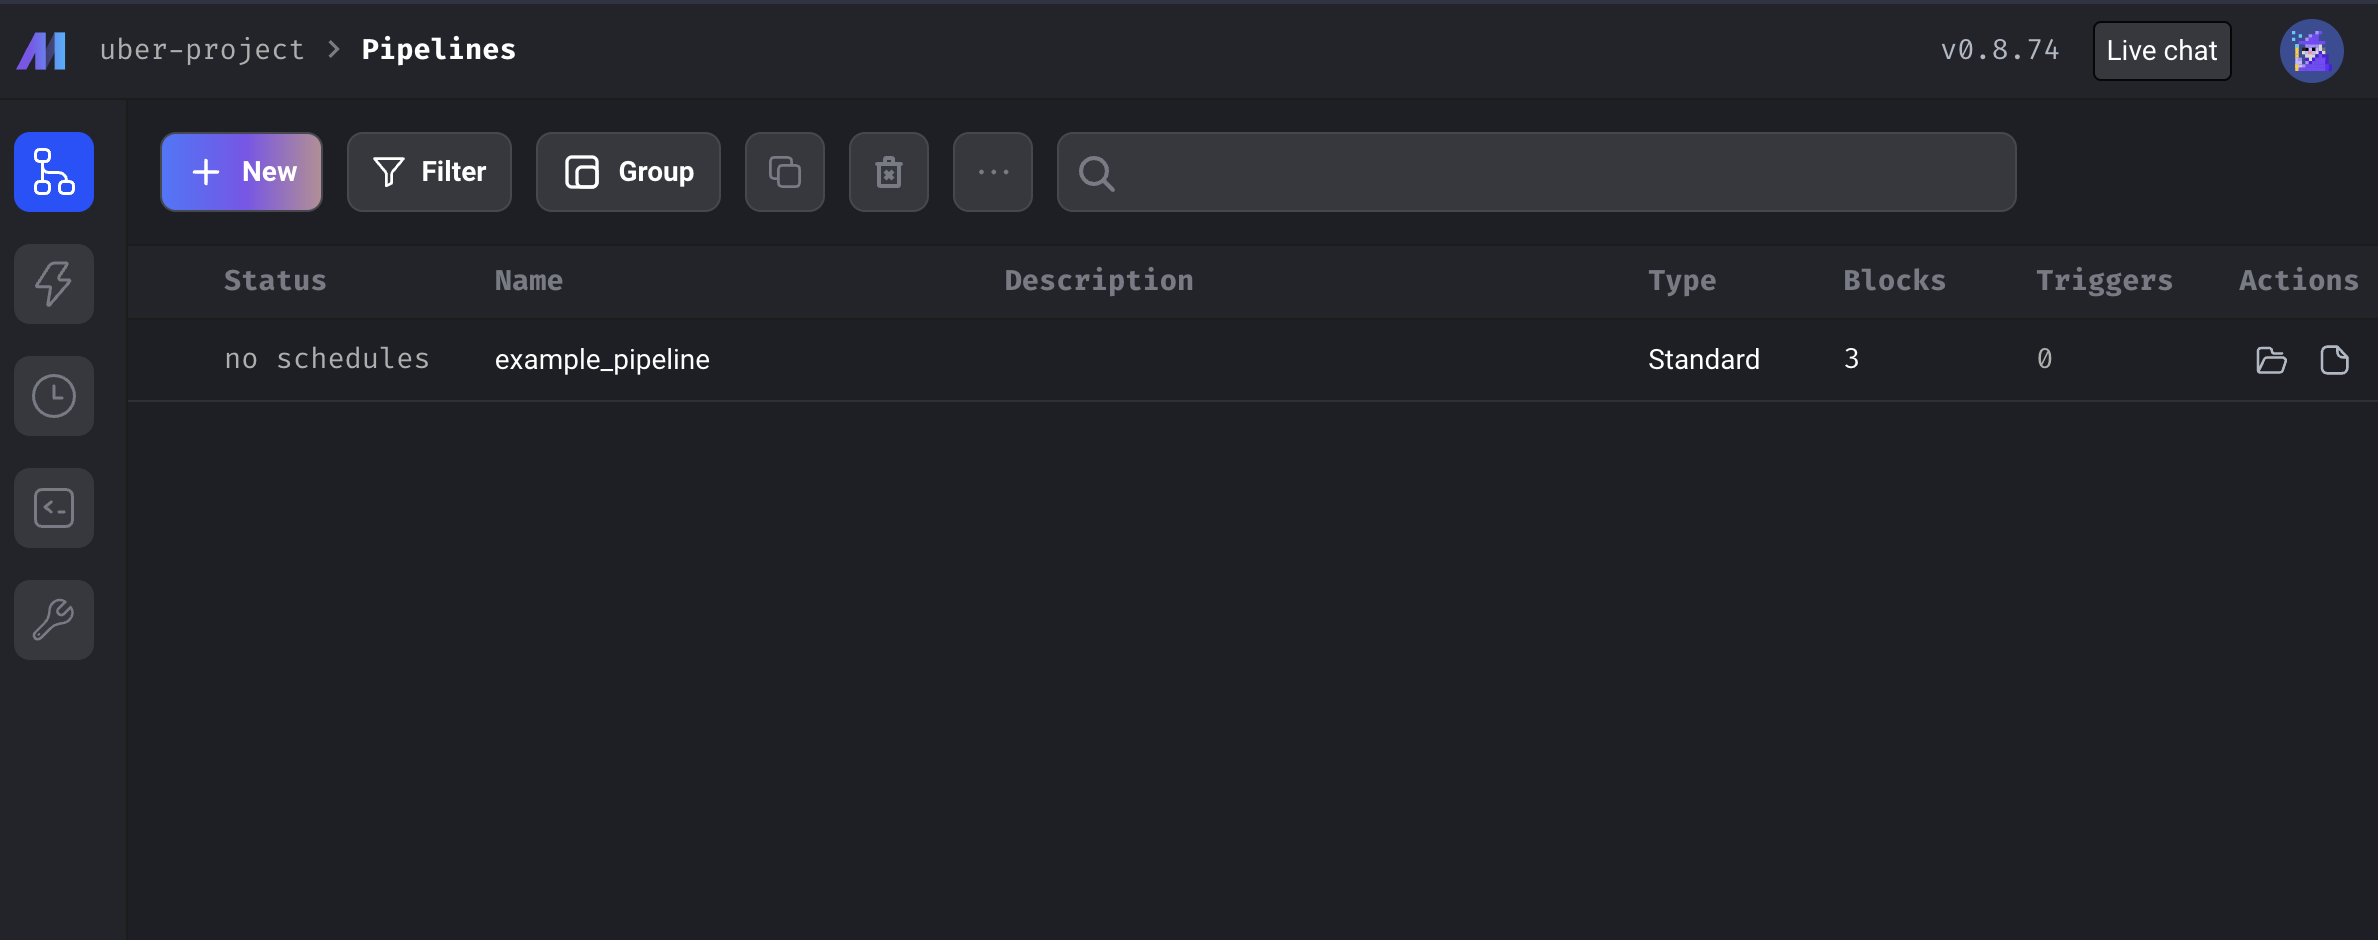 uber-project > Pipelines v0.8.74 Live chat
New Filter Group
Status Name Description Type Blocks Triggers Actions
no schedules example_pipeline Standard 3 0